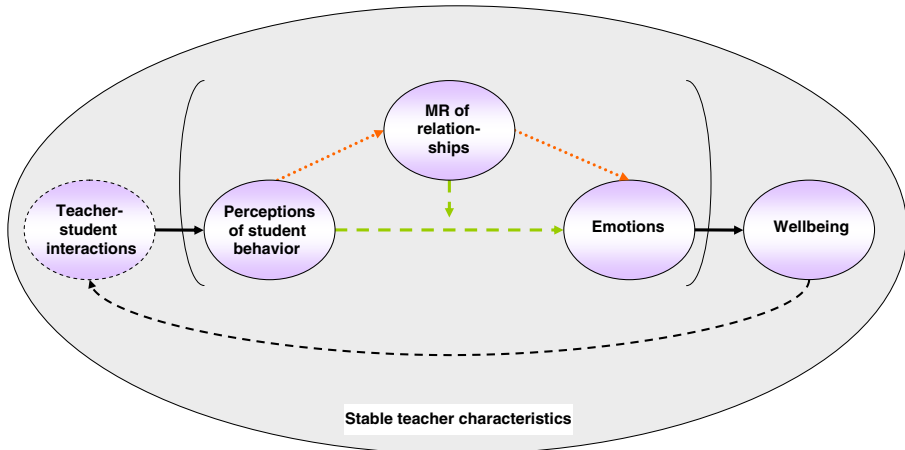 MR of
relation-
ships
Teacher-
student
interactions
Perceptions
of student
behavior
Emotions
Wellbeing
Stable teacher characteristics